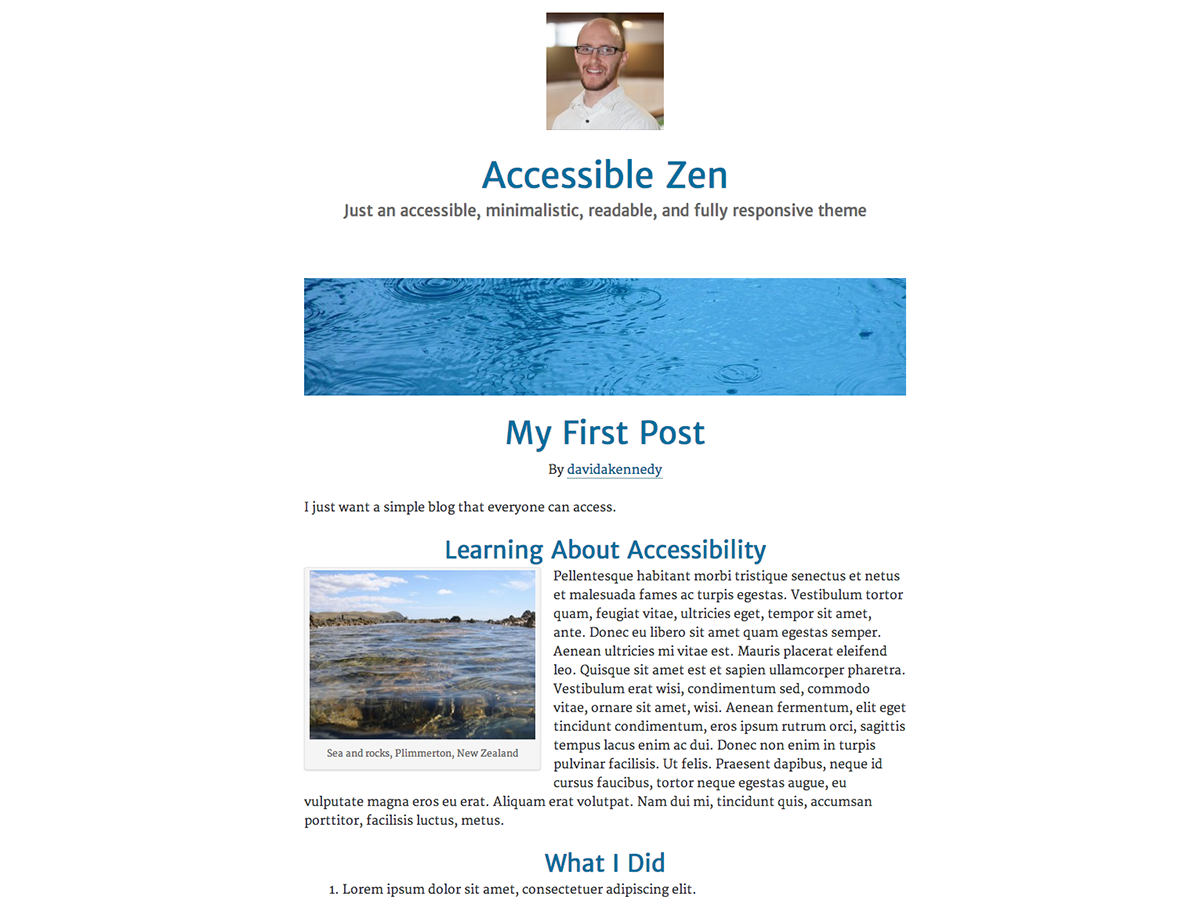 Accessible Zen
Just an accessible, minimalistic, readable, and fully responsive theme
My First Post
By davidakennedy
I just want a simple blog that everyone can access.
Learning About Accessibility
Sea and rocks, Plimmerton, New Zealand
Pellentesque habitant morbi tristique senectus et netus
et malesuada fames ac turpis egestas. Vestibulum tortor
quam, feugiat vitae, ultricies eget, tempor sit amet,
ante. Donec eu libero sit amet quam egestas semper.
Aenean ultricies mi vitae est. Mauris placerat eleifend
leo. Quisque sit amet est et sapien ullamcorper pharetra.
Vestibulum erat wisi, condimentum sed, commodo
vitae, ornare sit amet, wisi. Aenean fermentum, elit eget
tincidunt condimentum, eros ipsum rutrum orci, sagittis
tempus lacus enim ac dui. Donec non enim in turpis
pulvinar facilisis. Ut felis. Praesent dapibus, neque id
cursus faucibus, tortor neque egestas augue, eu
vulputate magna eros eu erat. Aliquam erat volutpat. Nam dui mi, tincidunt quis, accumsan
porttitor, facilisis luctus, metus.
What I Did
1. Lorem ipsum dolor sit amet, consectetuer adipiscing elit.